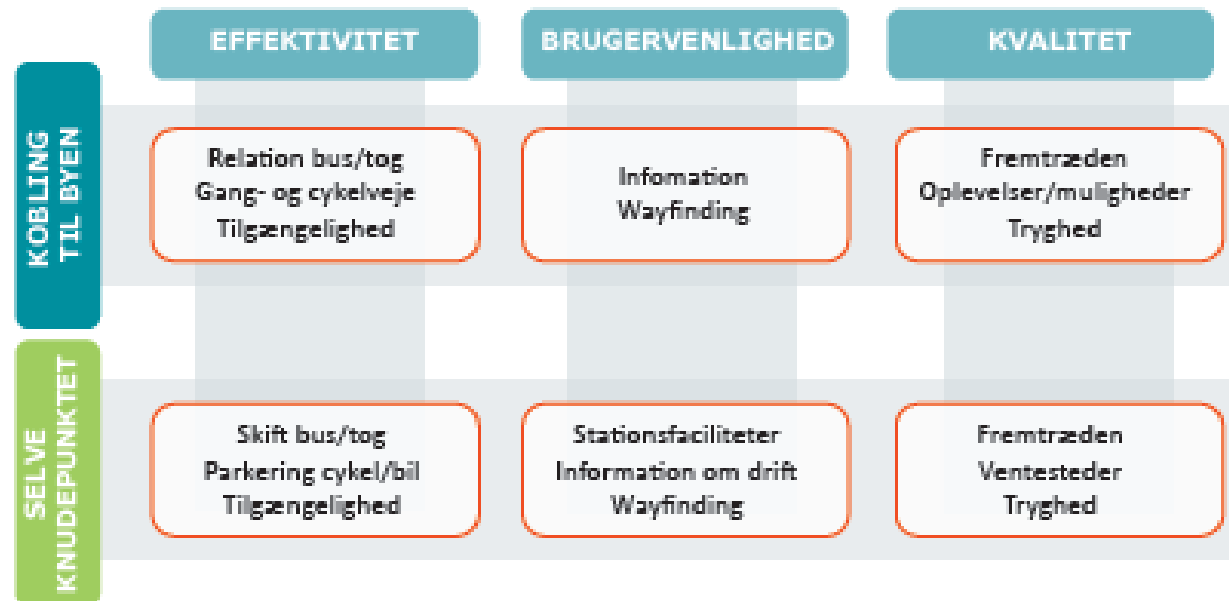 EFFEKTIVITET
BRUGERVENLIGHED
KVALITET
KOBLING
TIL BYEN
Relation bus/tog
Gang- og cykelveje
Tilgængelighed
Infomation
Wayfinding
Fremtræden
Oplevelser/muligheder
Tryghed
SELVE
KNUDEPUNKTET
Skift bus/tog
Parkering cykel/bil
Tilgængelighed
Stationsfaciliteter
Information om drift
Wayfinding
Fremtræden
Ventesteder
Tryghed